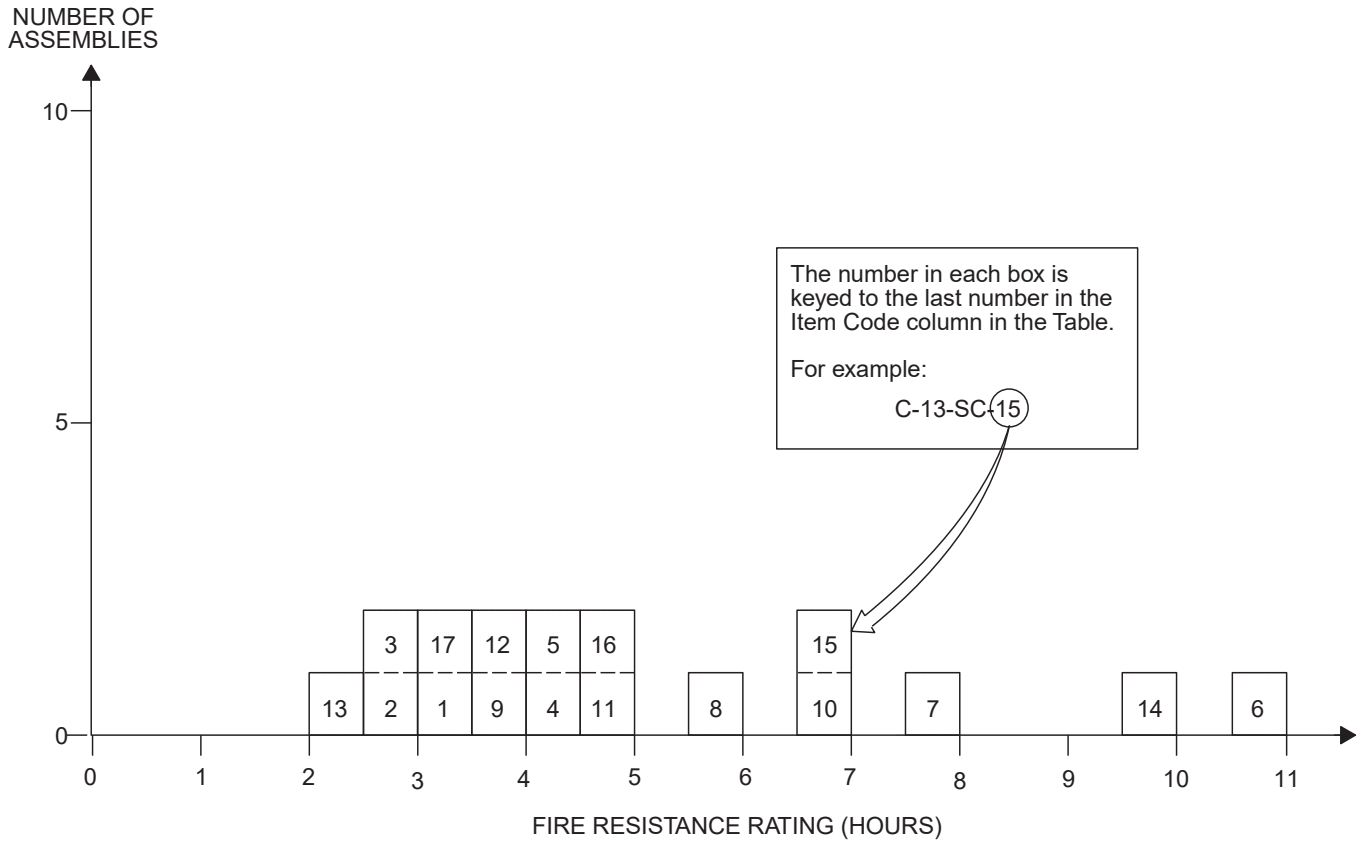 NUMBER OF
ASSEMBLIES
10
The number in each box is
keyed to the last number in the
Item Code column in the Table.
For example:
C-13-SC-15
5
3 17 12 5 16 15
13 2 1 9 4 11 8 10 7 14 6
0
0 1 2 3 4 5 6 7 8 9 10 11
FIRE RESISTANCE RATING (HOURS)